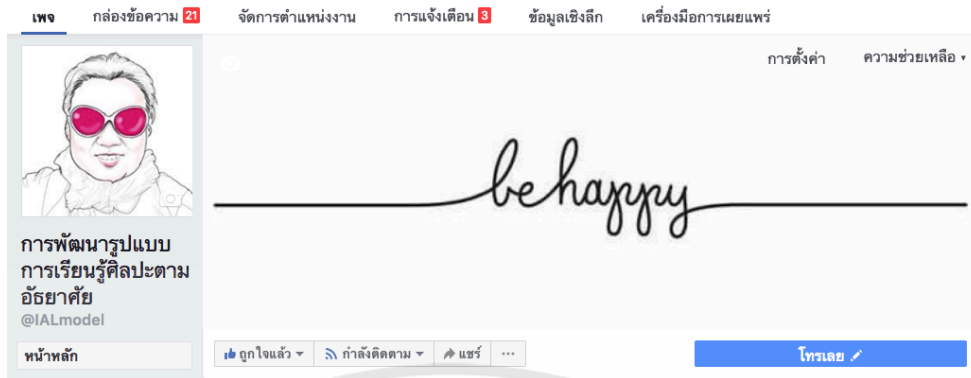 เพจ กล่องข้อความ 21 จัดการตำแหน่งงาน การแจ้งเตือน 3 ข้อมูลเชิงลึก เครื่องมือการเผยแพร่
การตั้งค่า ความช่วยเหลือ
be happy
การพัฒนารูปแบบ
การเรียนรู้ศิลปะตาม
อัธยาศัย
@IALmodel
หน้าหลัก
ถูกใจแล้ว กำลังติดตาม แชร์ ... โทรเลย